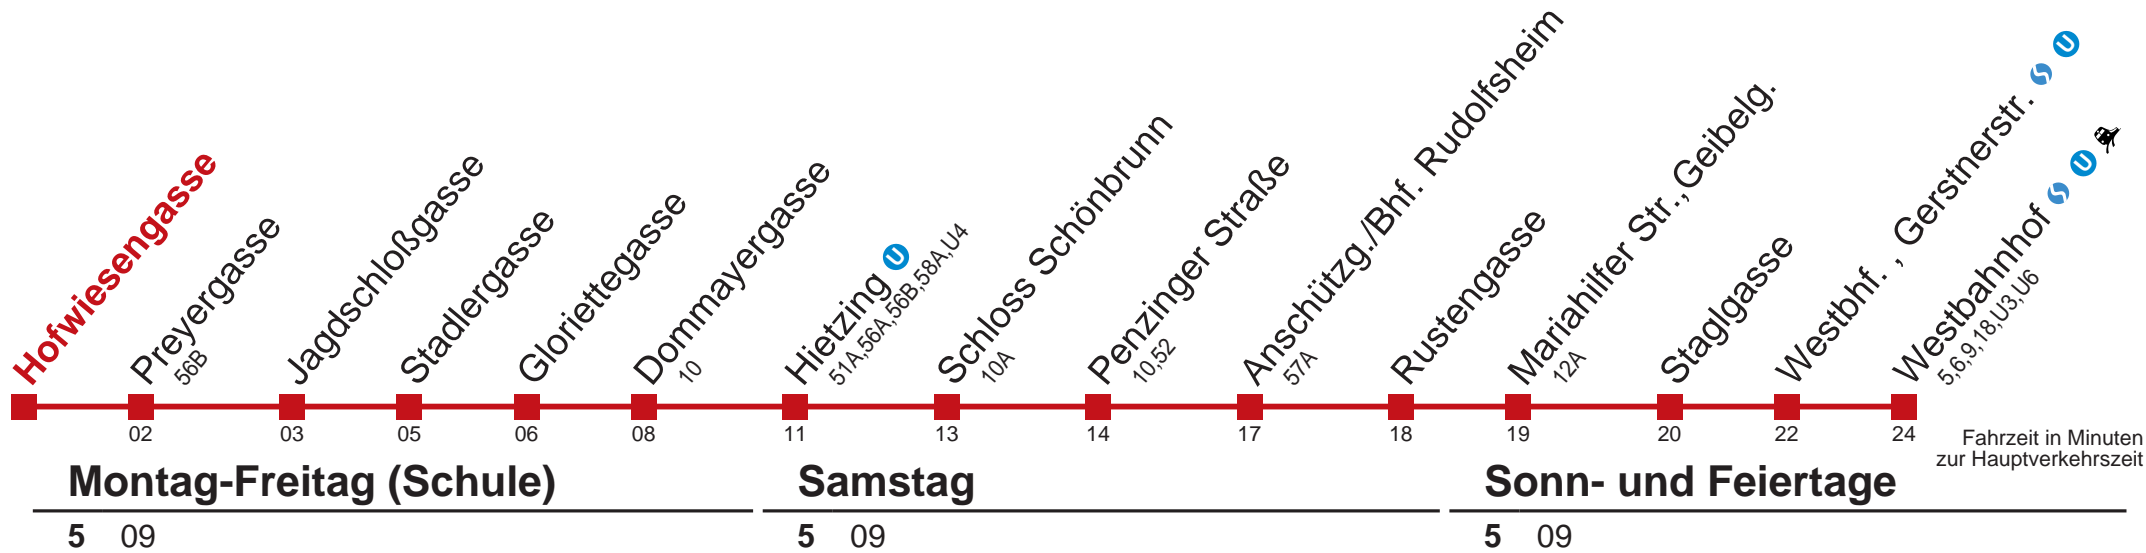 Hofwiesengasse
Preyergasse
56B
Jagdschloßgasse
Stadlergasse
Gloriettegasse
Dommayergasse
10
Hietzing U
51A,56A,56B,58A,U4
Schloss Schönbrunn
10A
Penzinger Straße
10,52
Anschützg./Bhf. Rudolfsheim
57A
Rustengasse
Mariahilfer Str.,Geibelg.
12A
Staglgasse
Westbhf. , Gerstnerstr. S U
Westbahnhof S U
5,6,9,18,U3,U6
02 03 05 06 08 11 13 14 17 18 19 20 22 24
Fahrzeit in Minuten
zur Hauptverkehrszeit
Montag-Freitag (Schule)
5 09
Samstag
5 09
Sonn- und Feiertage
5 09